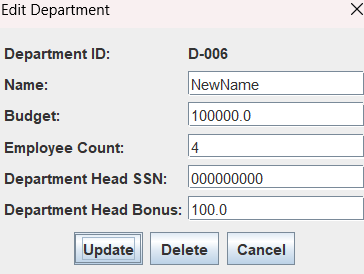 Edit Department
Department ID: D-006
Name: NewName
Budget: 100000.0
Employee Count: 4
Department Head SSN: 000000000
Department Head Bonus: 100.0
Update Delete Cancel